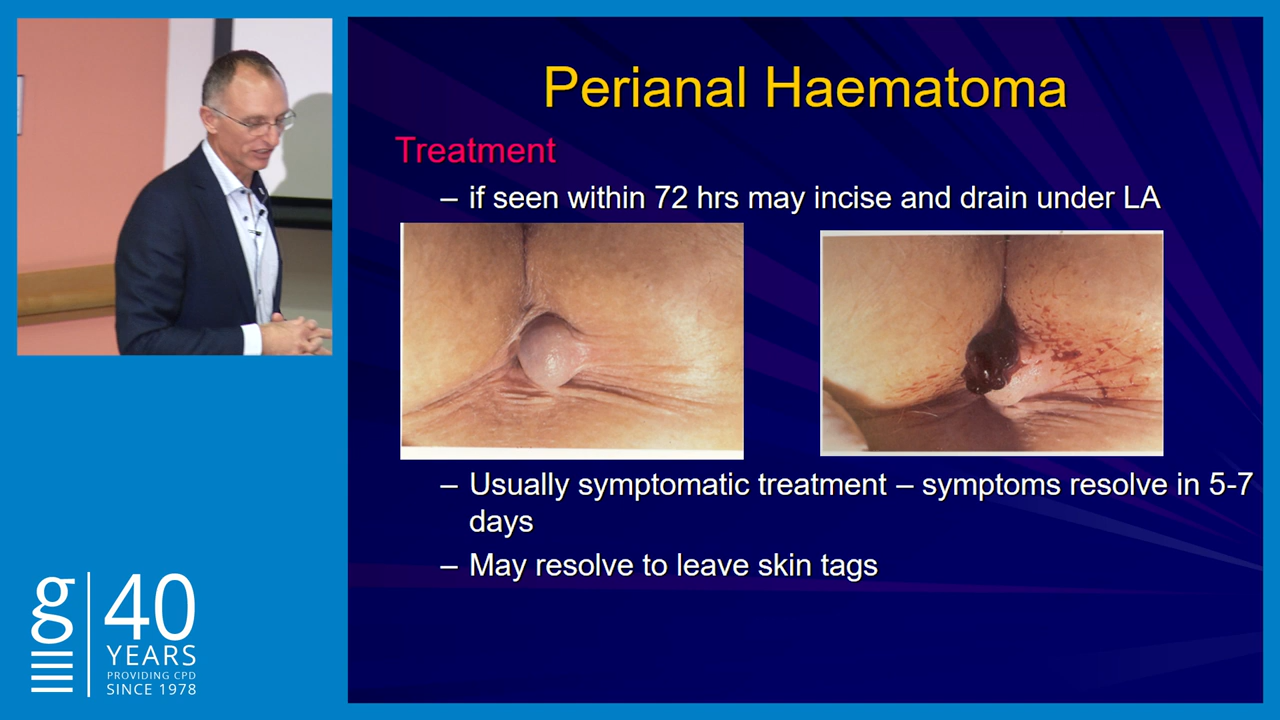 Perianal Haematoma
Treatment
– if seen within 72 hrs may incise and drain under LA
– Usually symptomatic treatment – symptoms resolve in 5-7
days
– May resolve to leave skin tags
g 40
YEARS
PROVIDING CPD
SINCE 1978